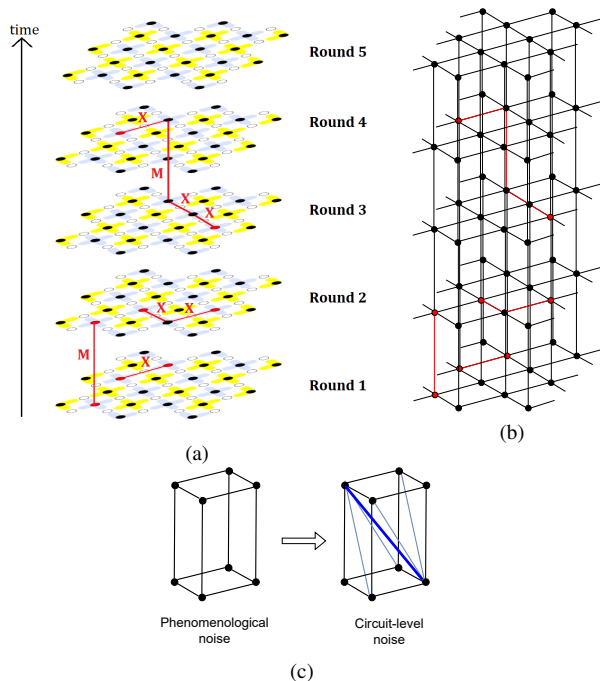 time
Round 5
X
Round 4
M
X
X
Round 3
X
X
Round 2
M
X
Round 1
(a)
(b)
Phenomenological
noise
Circuit-level
noise
(c)